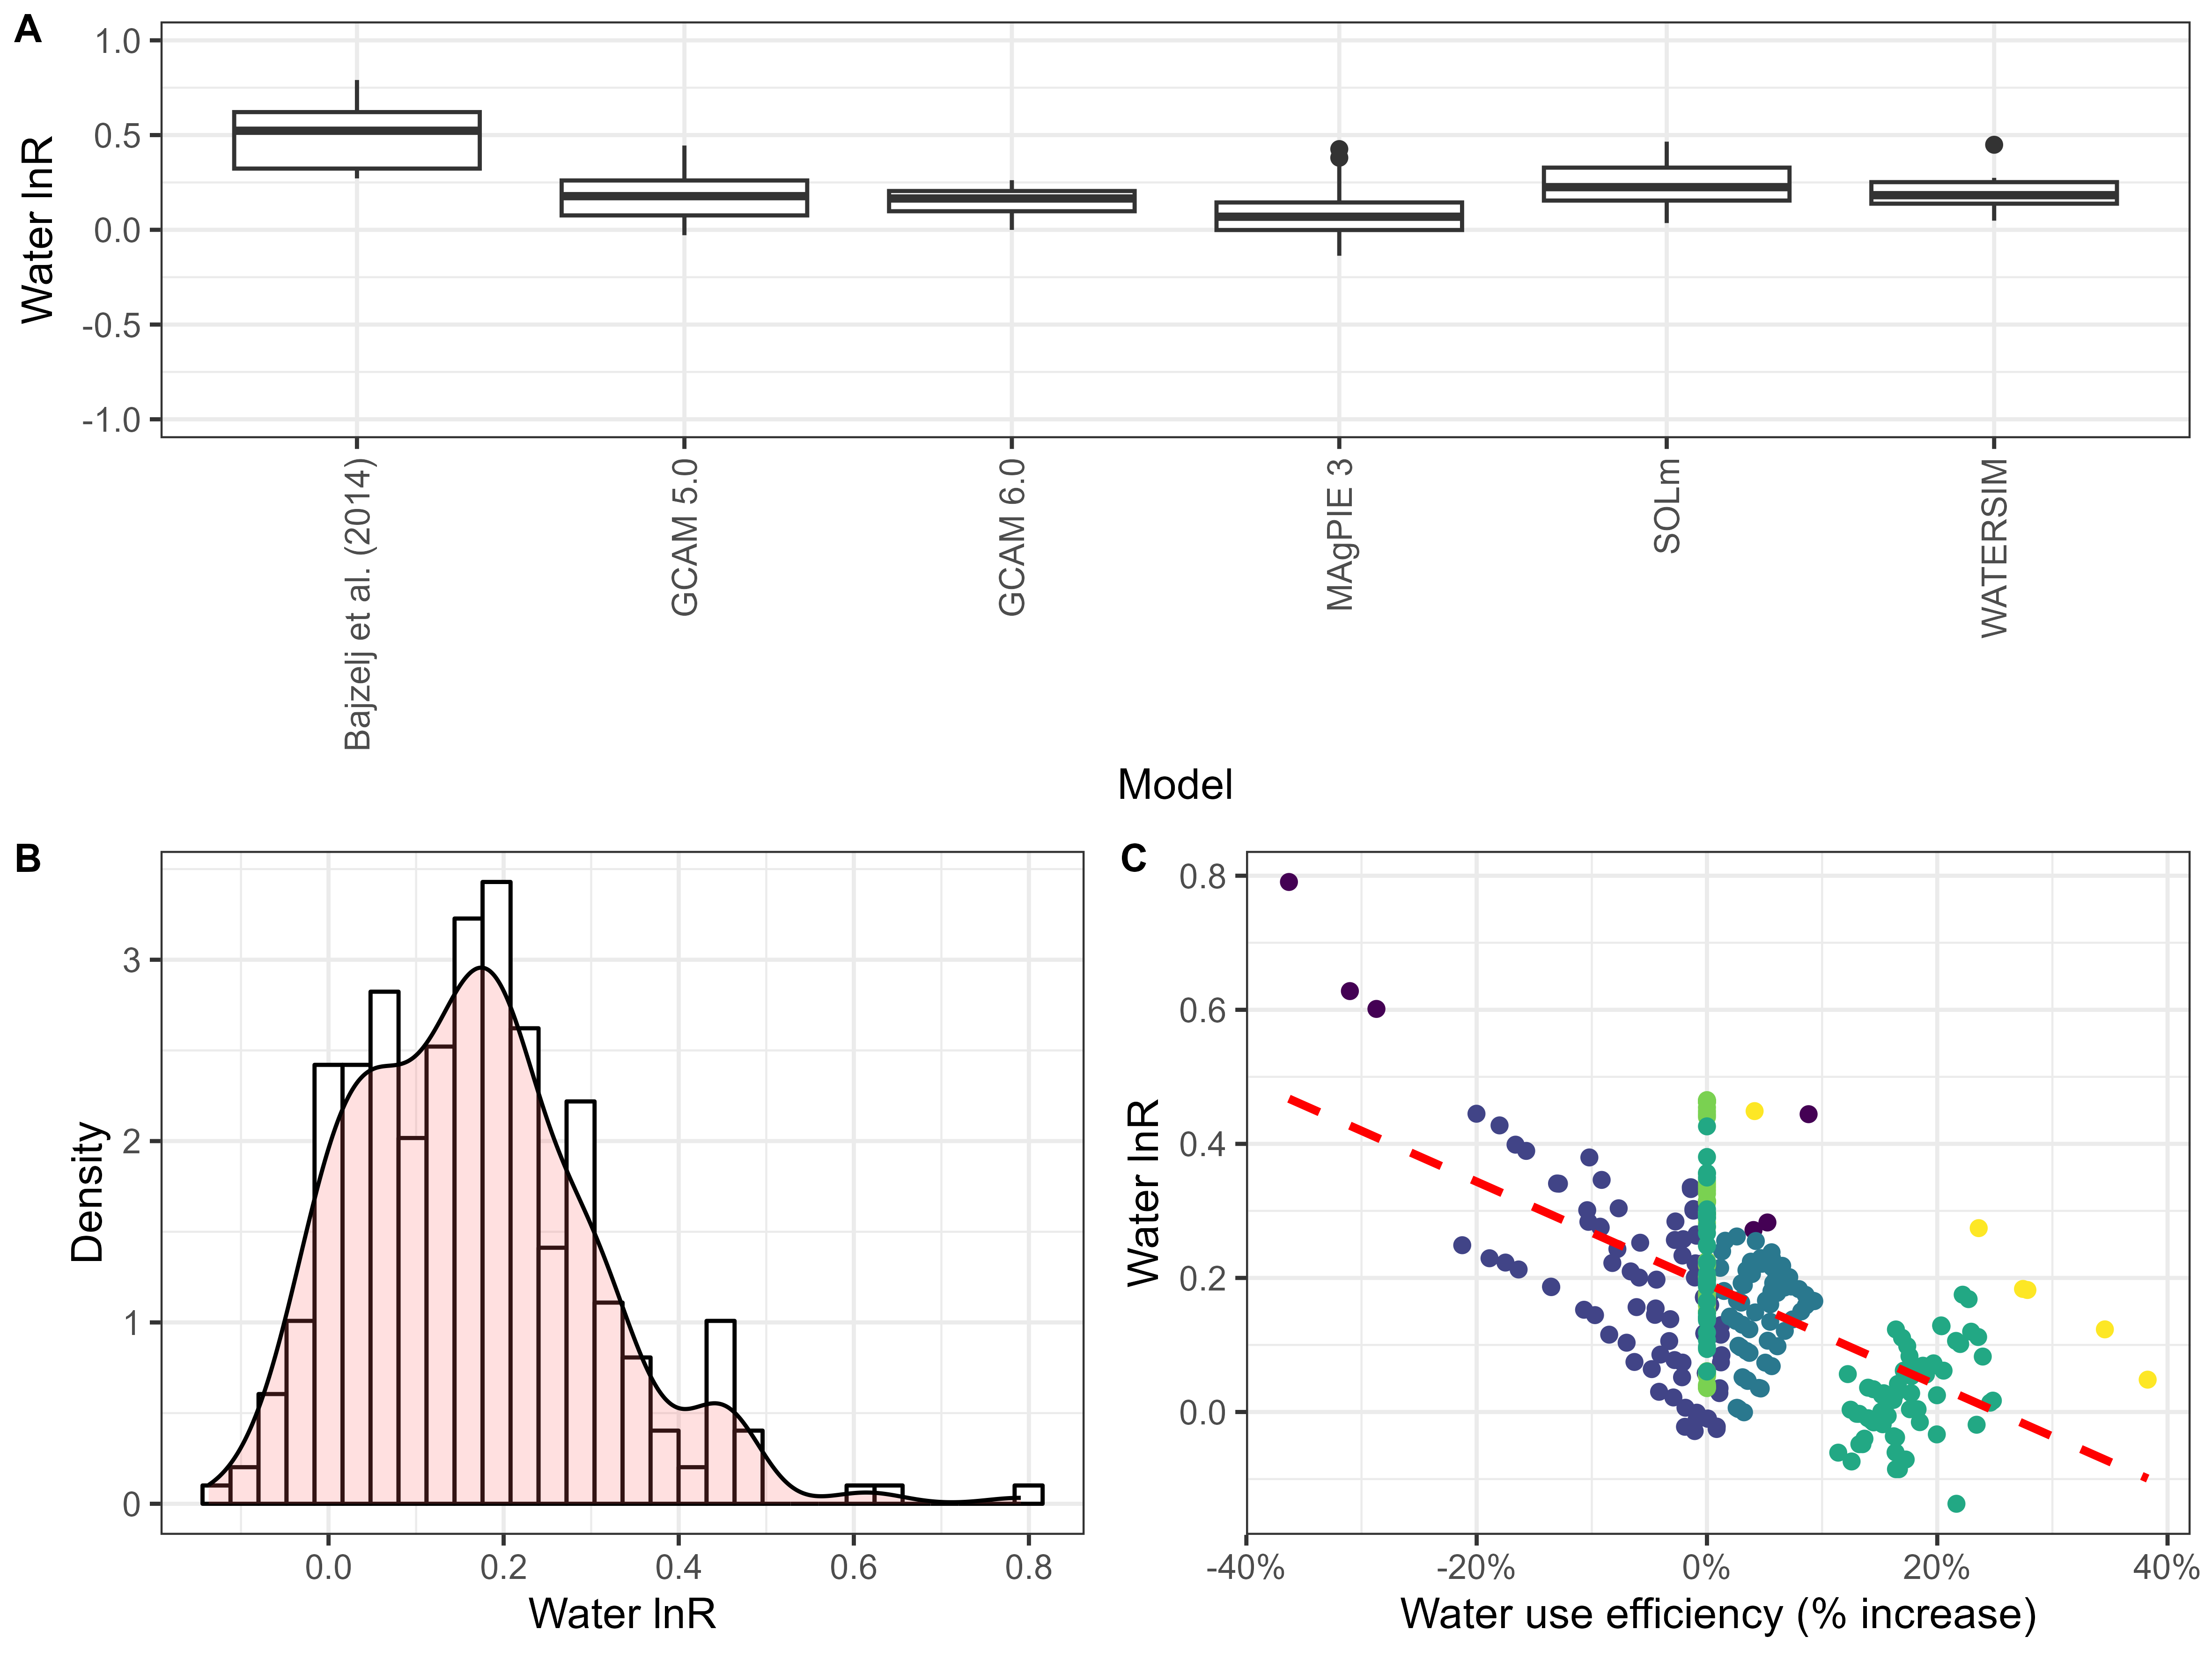 A
Water lnR
1.0
0.5
0.0
-0.5
-1.0
Bajzelj et al. (2014)
GCAM 5.0
GCAM 6.0
MAgPIE 3
SOLm
WATERSIM
Model
B
Density
3
2
1
0
0.0
0.2
0.4
0.6
0.8
Water lnR
C
Water lnR
0.8
0.6
0.4
0.2
0.0
-40%
-20%
0%
20%
40%
Water use efficiency (% increase)